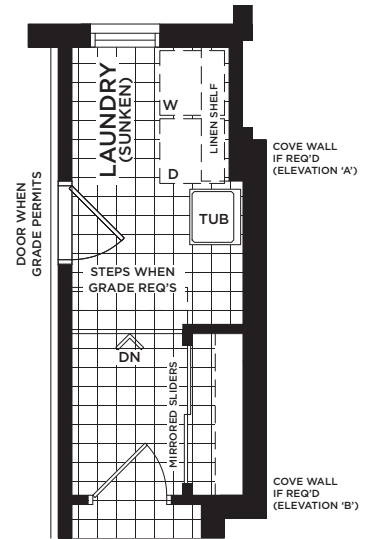 LAUNDRY
(SUNKEN)
W
D
LINEN SHELF
TUB
COVE WALL
IF REQ'D
(ELEVATION 'A')
DOOR WHEN
GRADE PERMITS
STEPS WHEN
GRADE REQ'S
DN
MIRRORED SLIDERS
COVE WALL
IF REQ'D
(ELEVATION 'B')